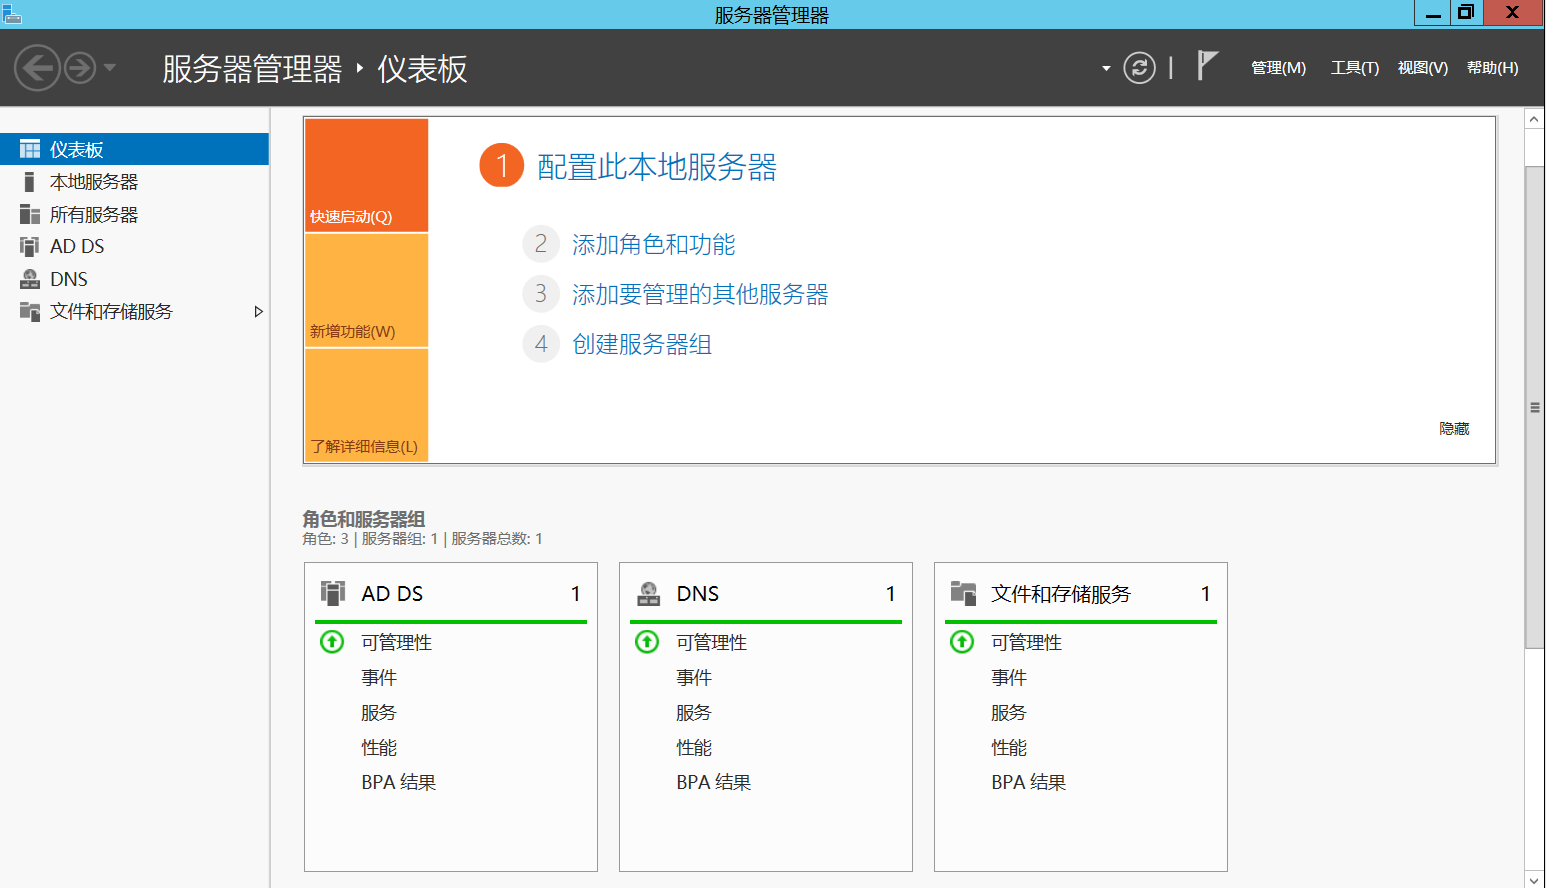 服务器管理器
服务器管理器 ‣ 仪表板
管理(M) 工具(T) 视图(V) 帮助(H)
仪表板
本地服务器
所有服务器
AD DS
DNS
文件和存储服务
快速启动(Q)
新增功能(W)
了解详细信息(L)
1 配置此本地服务器
2 添加角色和功能
3 添加要管理的其他服务器
4 创建服务器组
隐藏
角色和服务器组
角色: 3 | 服务器组: 1 | 服务器总数: 1
AD DS 1
可管理性
事件
服务
性能
BPA 结果
DNS 1
可管理性
事件
服务
性能
BPA 结果
文件和存储服务 1
可管理性
事件
服务
性能
BPA 结果